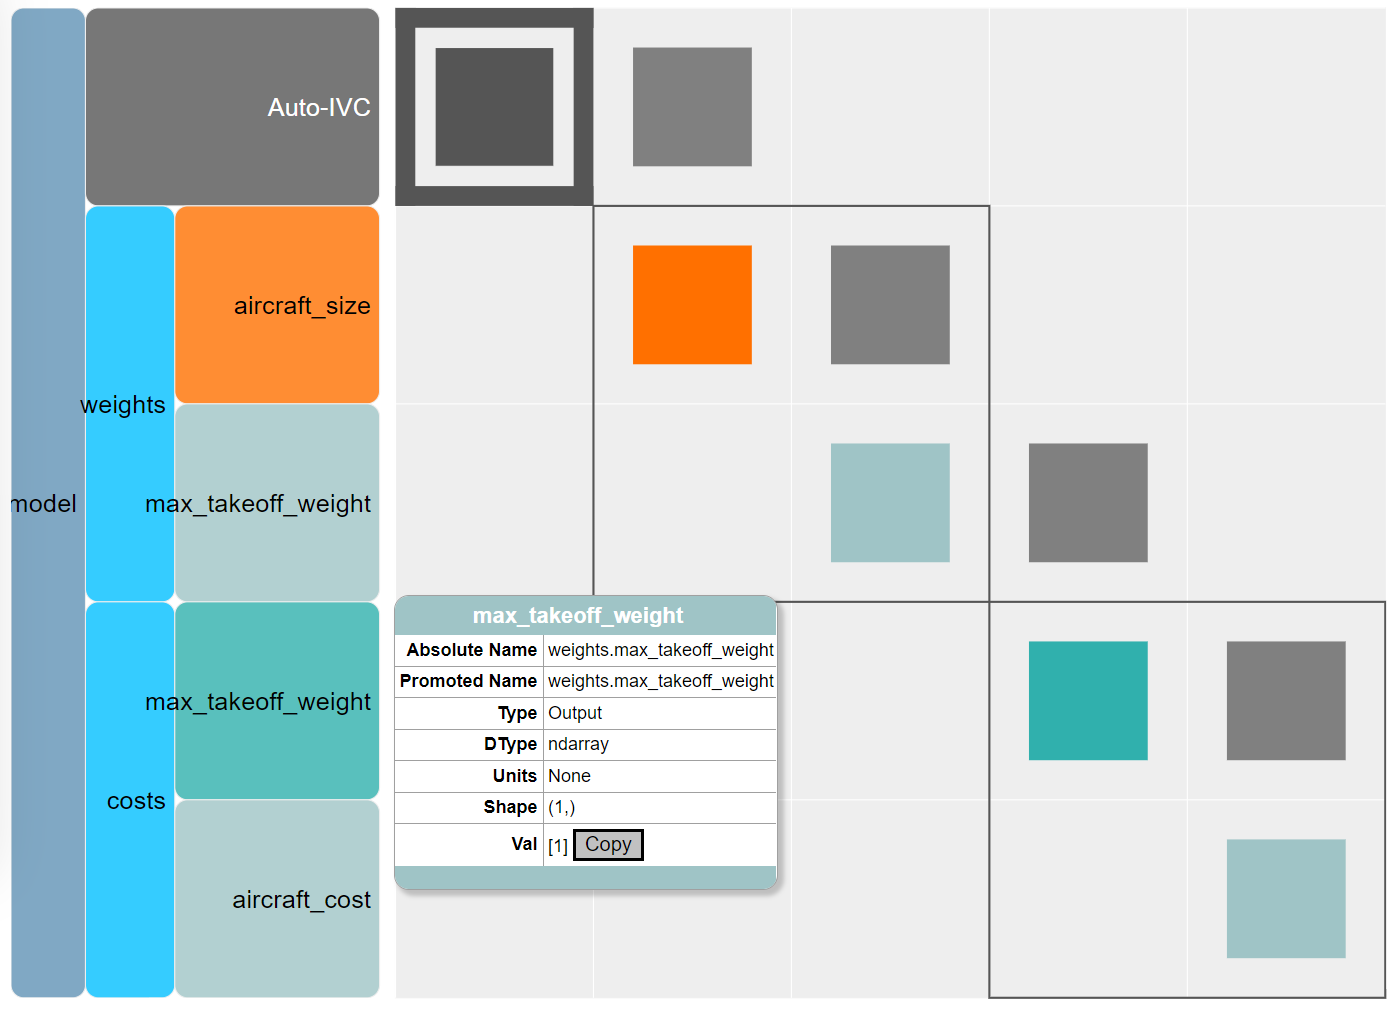 Auto-IVC
aircraft_size
weights
model
max_takeoff_weight
max_takeoff_weight
costs
aircraft_cost
max_takeoff_weight
Absolute Name weights.max_takeoff_weight
Promoted Name weights.max_takeoff_weight
Type Output
DType ndarray
Units None
Shape (1,)
Val [1] Copy